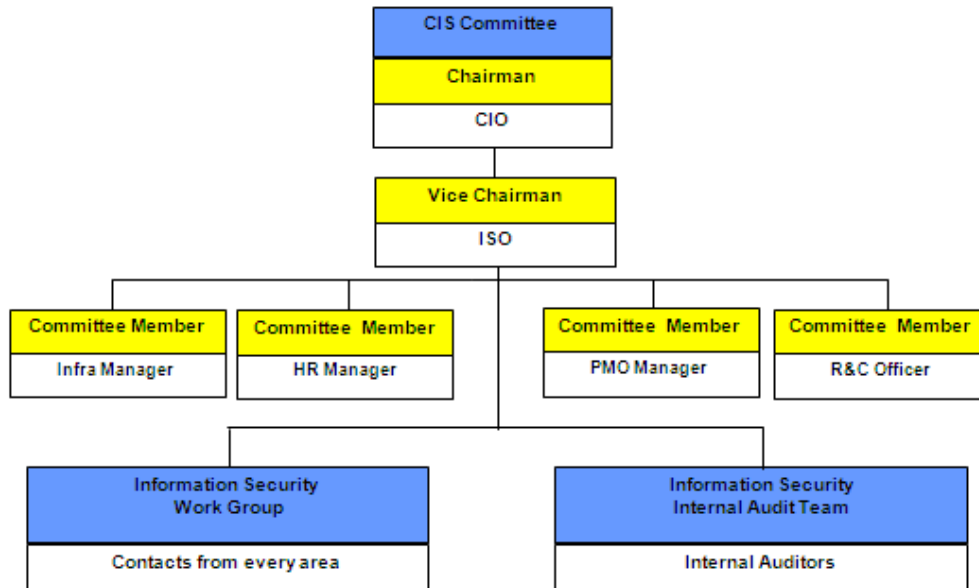 CIS Committee
Chairman
CIO
Vice Chairman
ISO
Committee Member
Infra Manager
Committee Member
HR Manager
Committee Member
PMO Manager
Committee Member
R&C Officer
Information Security
Work Group
Contacts from every area
Information Security
Internal Audit Team
Internal Auditors